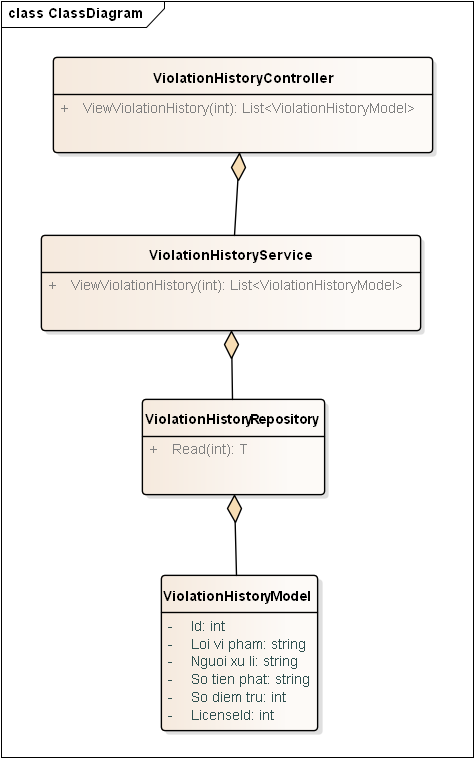 class ClassDiagram
ViolationHistoryController
+ ViewViolationHistory(int): List<ViolationHistoryModel>
ViolationHistoryService
+ ViewViolationHistory(int): List<ViolationHistoryModel>
ViolationHistoryRepository
+ Read(int): T
ViolationHistoryModel
- Id: int
- Loi vi pham: string
- Nguoi xu li: string
- So tien phat: string
- So diem tru: int
- LicenseId: int